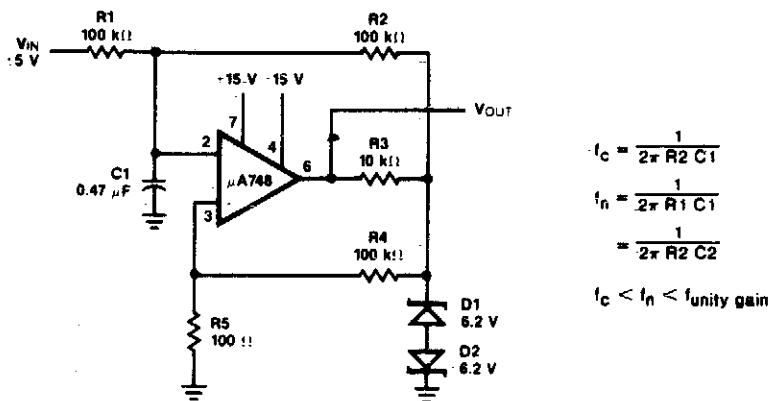 R1
100 kΩ
R2
100 kΩ
VIN
±5 V
+15 V
-15 V
VOUT
7
4
2
6
3
μA748
C1
0.47 μF
R3
10 kΩ
R4
100 kΩ
R5
100 Ω
D1
6.2 V
D2
6.2 V
fc = 1 / 2π R2 C1
fn = 1 / 2π R1 C1
= 1 / 2π R2 C2
fc < fn < funity gain